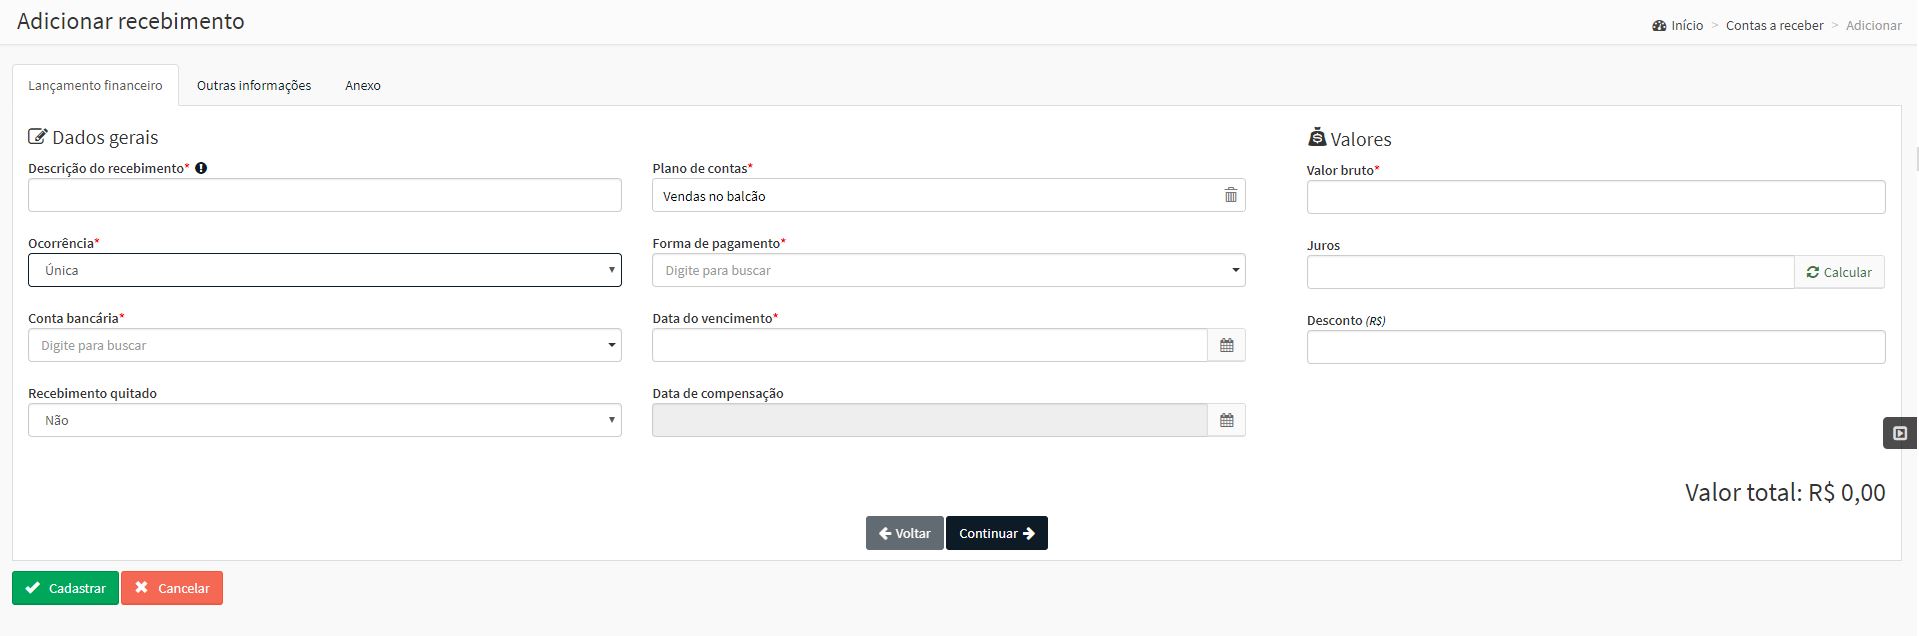 Adicionar recebimento
Início > Contas a receber > Adicionar
Lançamento financeiro
Outras informações
Anexo
Dados gerais
Descrição do recebimento*
Plano de contas*
Vendas no balcão
Ocorrência*
Única
Forma de pagamento*
Digite para buscar
Conta bancária*
Digite para buscar
Data do vencimento*
Recebimento quitado
Não
Data de compensação
Valores
Valor bruto*
Juros
Calcular
Desconto (R$)
Valor total: R$ 0,00
Voltar
Continuar
Cadastrar
Cancelar